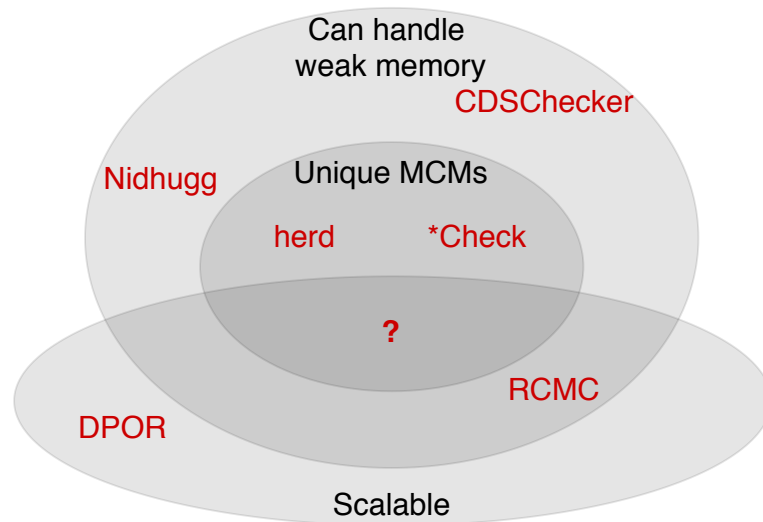 Can handle
weak memory
CDSChecker
Nidhugg
Unique MCMs
herd
*Check
?
RCMC
DPOR
Scalable